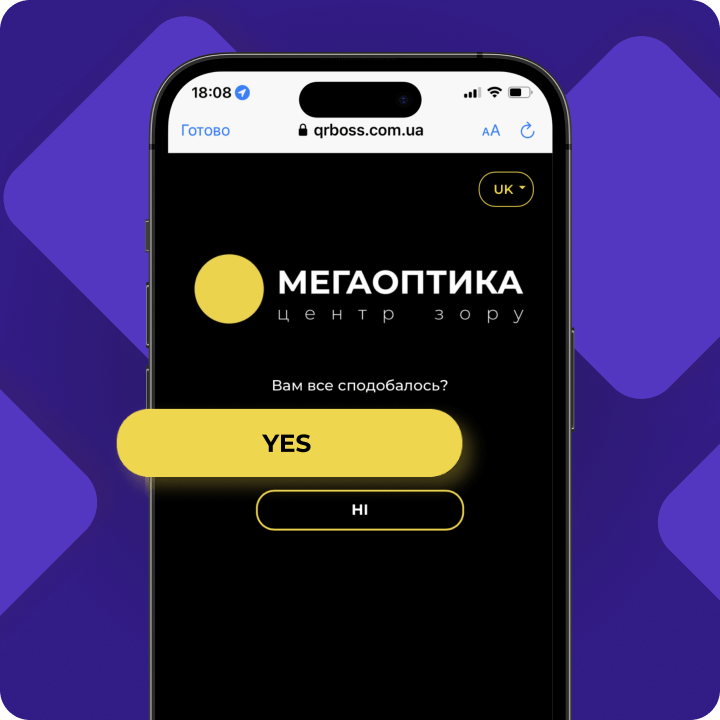 18:08
Готово qrboss.com.ua AA
UK
МЕГАОПТИКА
центр зору
Вам все сподобалось?
YES
НІ